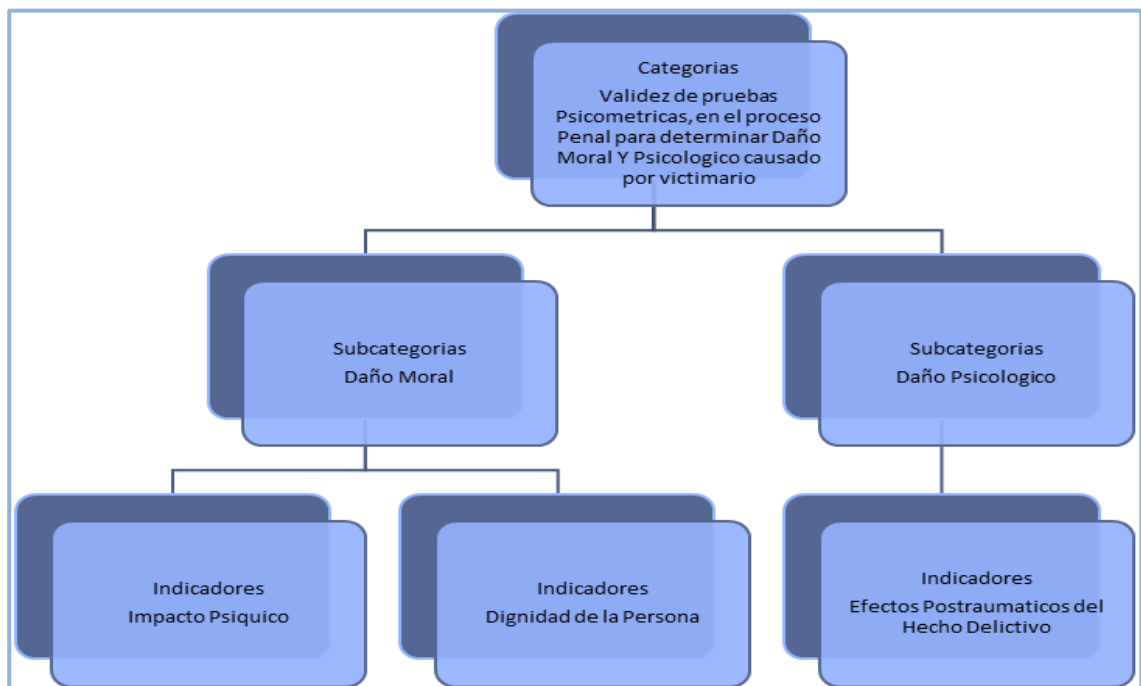 Categorias
Validez de pruebas
Psicometricas, en el proceso
Penal para determinar Daño
Moral Y Psicologico causado
por victimario
Subcategorias
Daño Moral
Subcategorias
Daño Psicologico
Indicadores
Impacto Psiquico
Indicadores
Dignidad de la Persona
Indicadores
Efectos Postraumaticos del
Hecho Delictivo